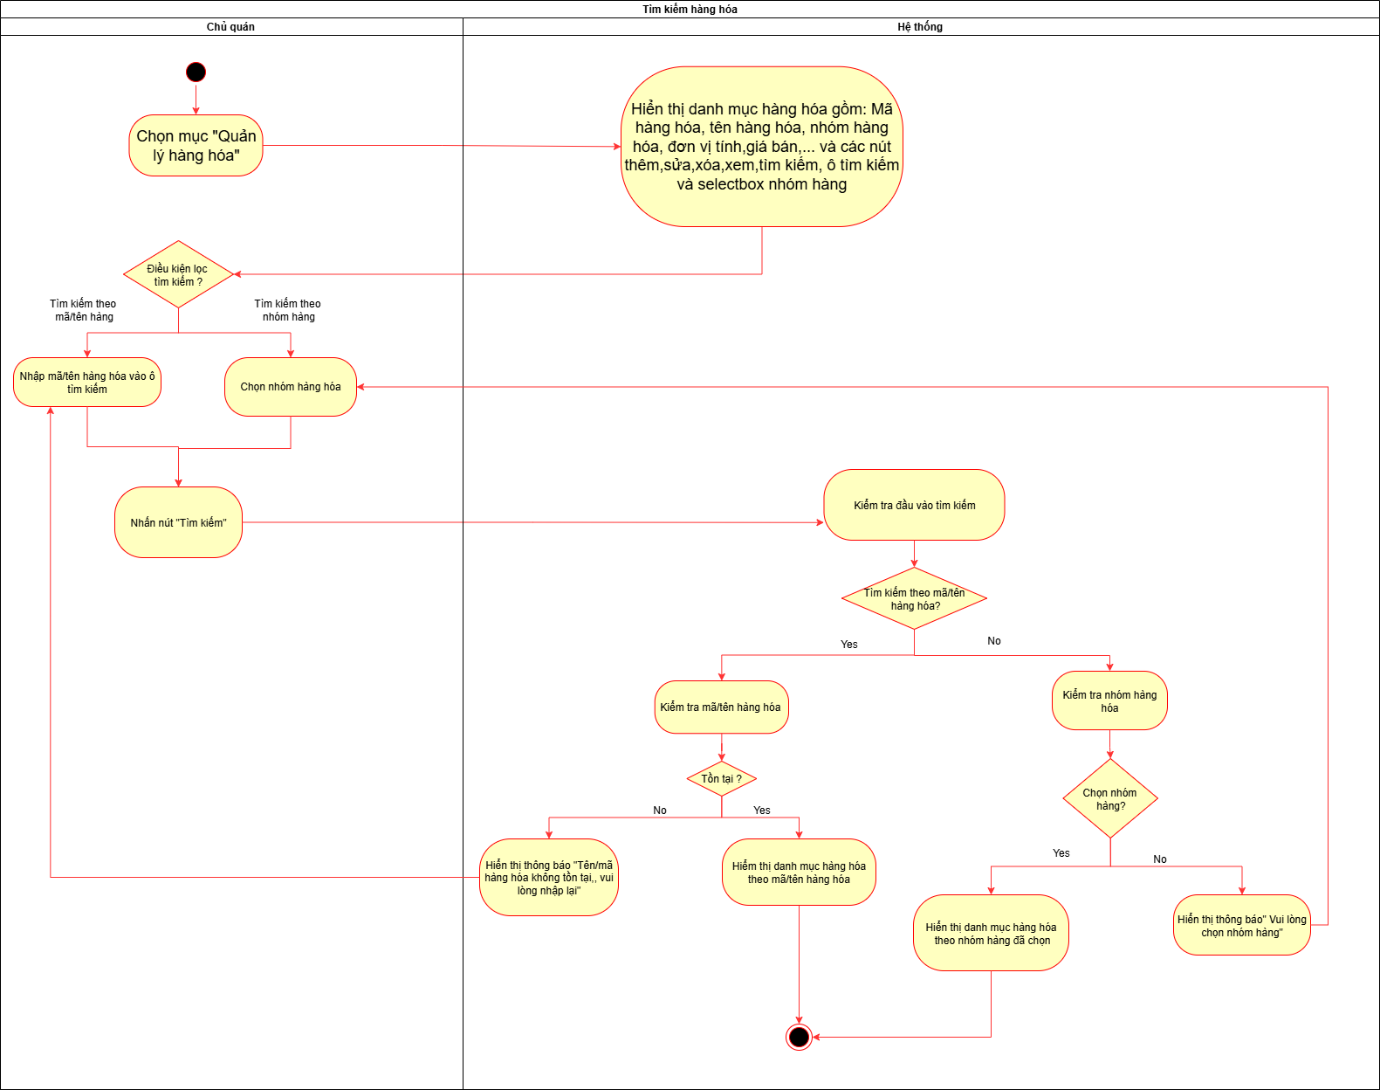 Tìm kiếm hàng hóa
Chủ quán
Hệ thống
Chọn mục "Quản
lý hàng hóa"
Hiển thị danh mục hàng hóa gồm: Mã
hàng hóa, tên hàng hóa, nhóm hàng
hóa, đơn vị tính,giá bán,... và các nút
thêm,sửa,xóa,xem,tìm kiếm, ô tìm kiếm
và selectbox nhóm hàng
Điều kiện lọc
tìm kiếm ?
Tìm kiếm theo
mã/tên hàng
Tìm kiếm theo
nhóm hàng
Nhập mã/tên hàng hóa vào ô
tìm kiếm
Chọn nhóm hàng hóa
Nhấn nút "Tìm kiếm"
Kiểm tra đầu vào tìm kiếm
Tìm kiếm theo mã/tên
hàng hóa?
Yes
No
Kiểm tra mã/tên hàng hóa
Kiểm tra nhóm hàng
hóa
Tồn tại ?
Chọn nhóm
hàng?
No
Yes
Hiển thị thông báo "Tên/mã
hàng hóa không tồn tại,, vui
lòng nhập lại"
Hiển thị danh mục hàng hóa
theo mã/tên hàng hóa
Yes
No
Hiển thị danh mục hàng hóa
theo nhóm hàng đã chọn
Hiển thị thông báo" Vui lòng
chọn nhóm hàng"